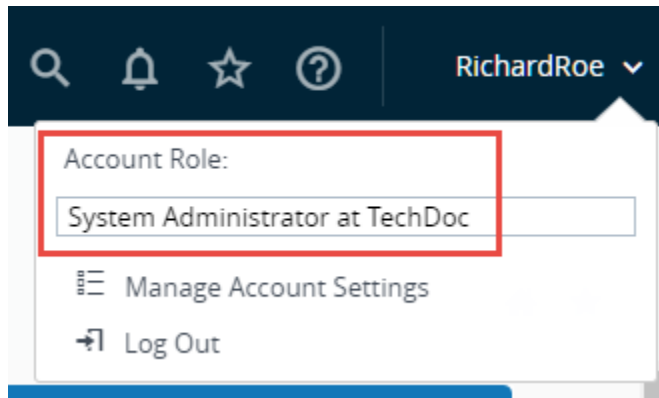 RichardRoe
Account Role:
System Administrator at TechDoc
Manage Account Settings
Log Out